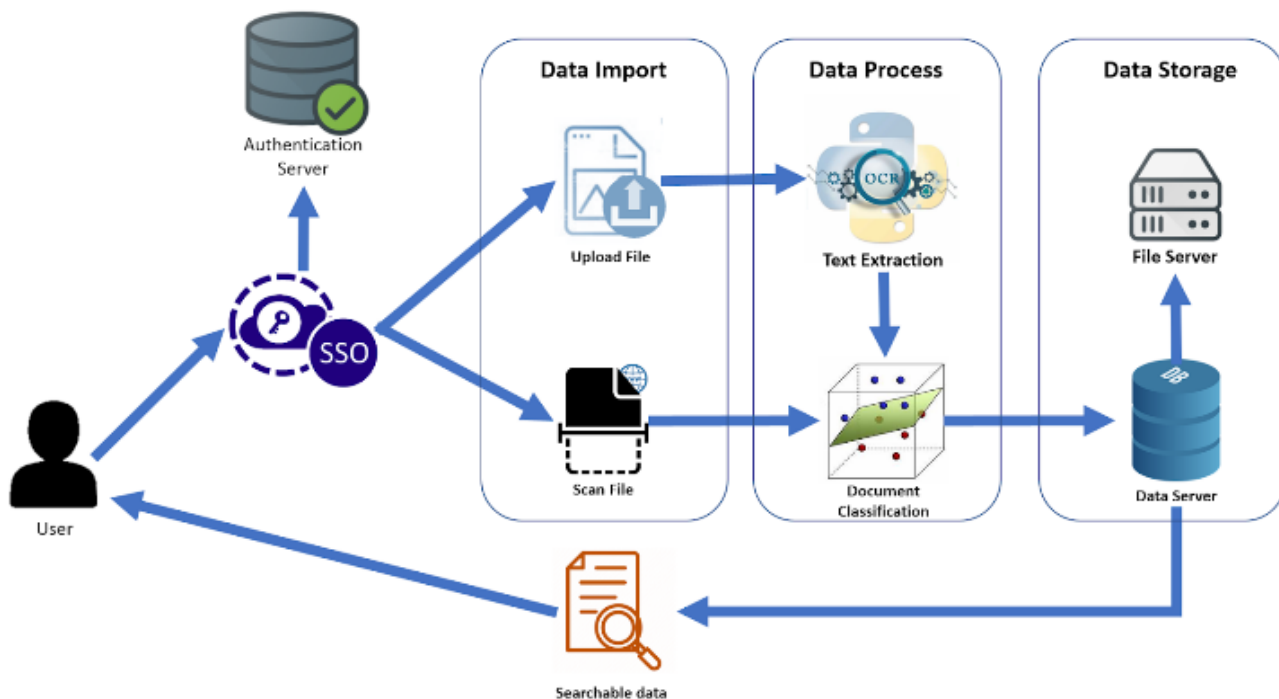 Data Import
Data Process
Data Storage
Authentication
Server
OCR
Upload File
Text Extraction
File Server
SSO
DB
Scan File
Document
Classification
Data Server
User
Searchable data